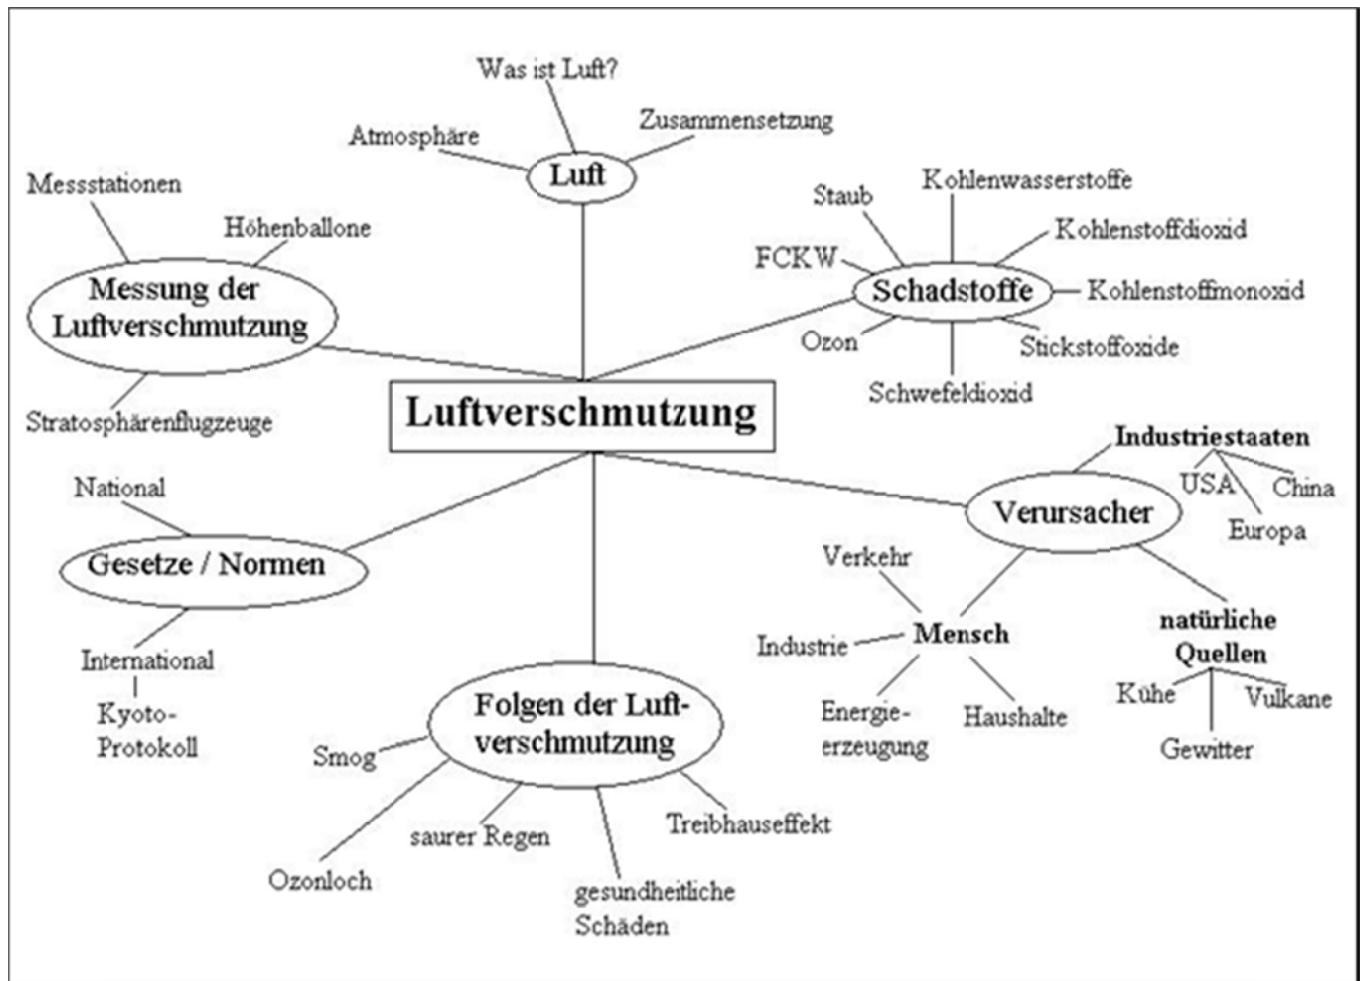 Was ist Luft?
Atmosphäre
Zusammensetzung
Luft
Messstationen
Höhenballone
Messung der
Luftverschmutzung
Stratosphärenflugzeuge
Staub
Kohlenwasserstoffe
Kohlenstoffdioxid
FCKW
Schadstoffe
Kohlenstoffmonoxid
Ozon
Stickstoffoxide
Schwefeldioxid
Luftverschmutzung
National
Gesetze / Normen
International
Kyoto-
Protokoll
Industriestaaten
USA
China
Europa
Verursacher
Verkehr
Industrie
Mensch
Energie-
erzeugung
Haushalte
natürliche
Quellen
Kühe
Vulkane
Gewitter
Folgen der Luft-
verschmutzung
Smog
Ozonloch
saurer Regen
gesundheitliche
Schäden
Treibhauseffekt